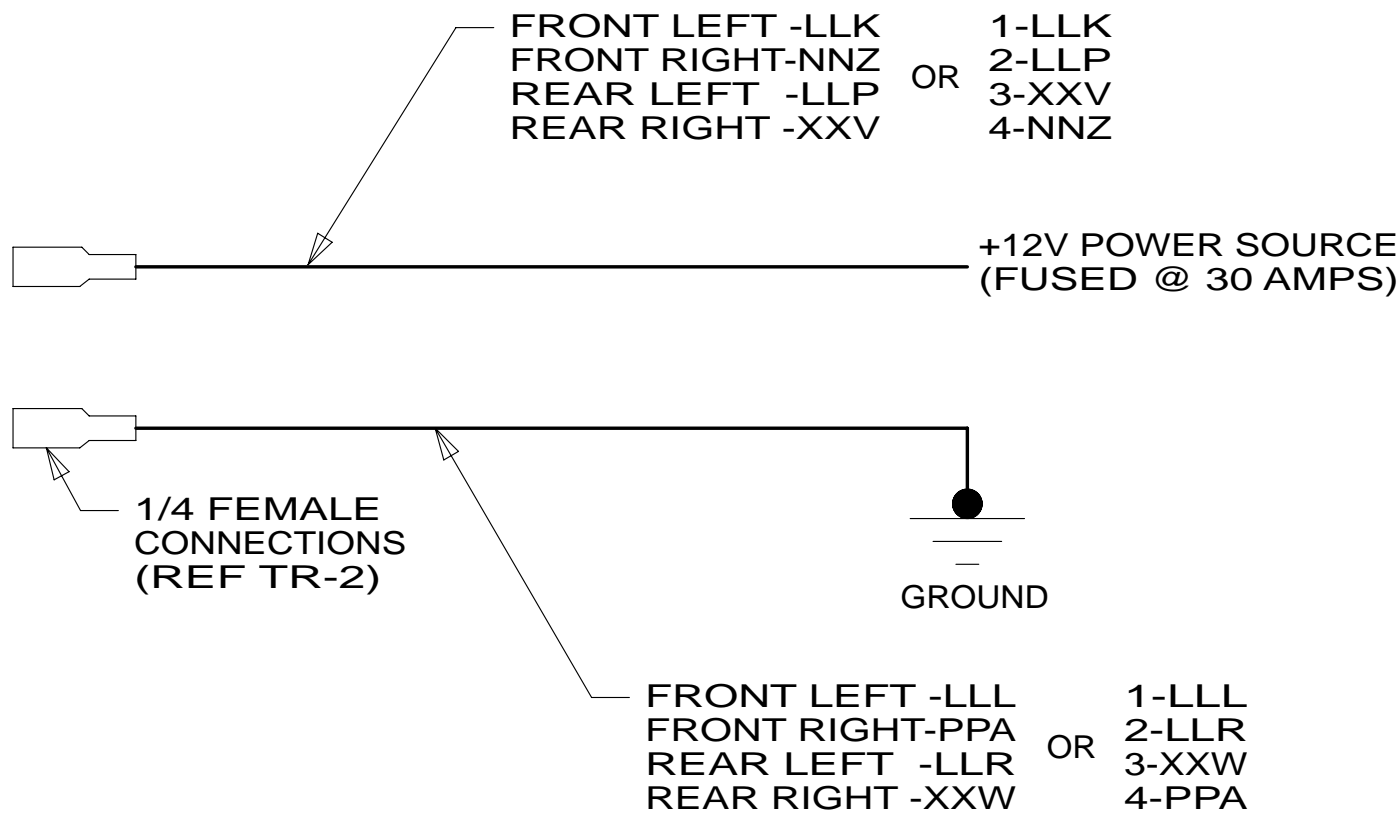 FRONT LEFT -LLK
FRONT RIGHT-NNZ
REAR LEFT -LLP
REAR RIGHT -XXV
OR
1-LLK
2-LLP
3-XXV
4-NNZ
+12V POWER SOURCE
(FUSED @ 30 AMPS)
1/4 FEMALE
CONNECTIONS
(REF TR-2)
GROUND
FRONT LEFT -LLL
FRONT RIGHT-PPA
REAR LEFT -LLR
REAR RIGHT -XXW
OR
1-LLL
2-LLR
3-XXW
4-PPA